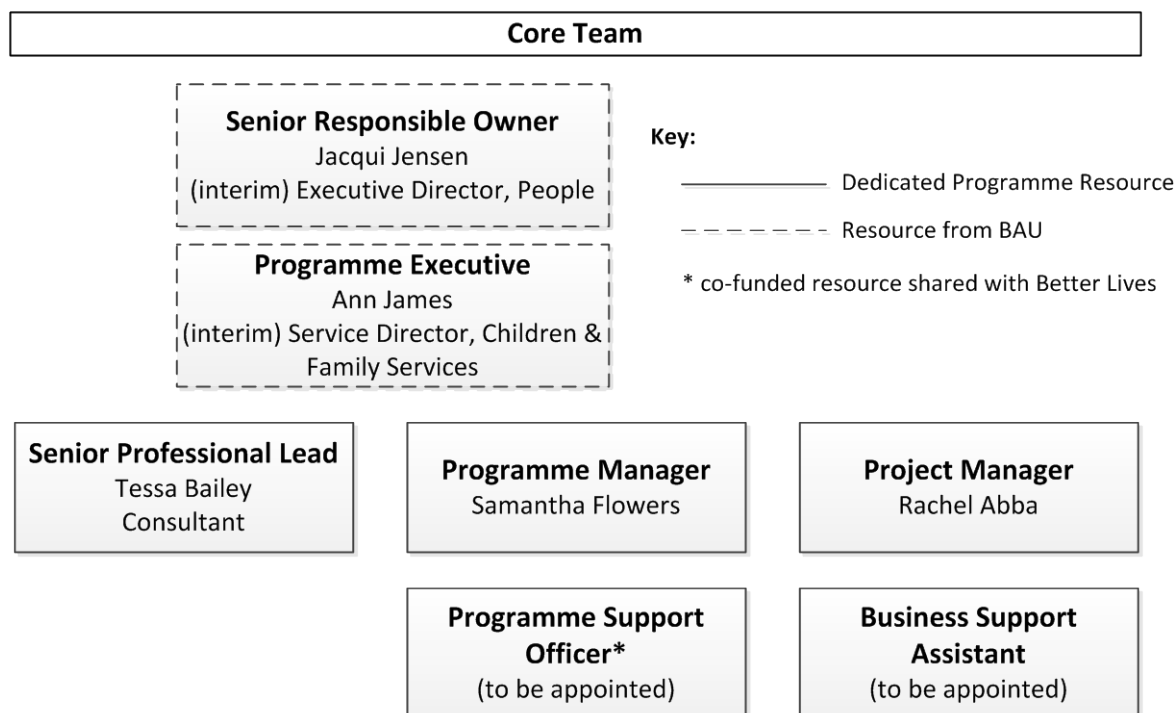 Core Team
Senior Responsible Owner
Jacqui Jensen
(interim) Executive Director, People
Key:
Dedicated Programme Resource
Resource from BAU
* co-funded resource shared with Better Lives
Programme Executive
Ann James
(interim) Service Director, Children &
Family Services
Senior Professional Lead
Tessa Bailey
Consultant
Programme Manager
Samantha Flowers
Project Manager
Rachel Abba
Programme Support
Officer*
(to be appointed)
Business Support
Assistant
(to be appointed)